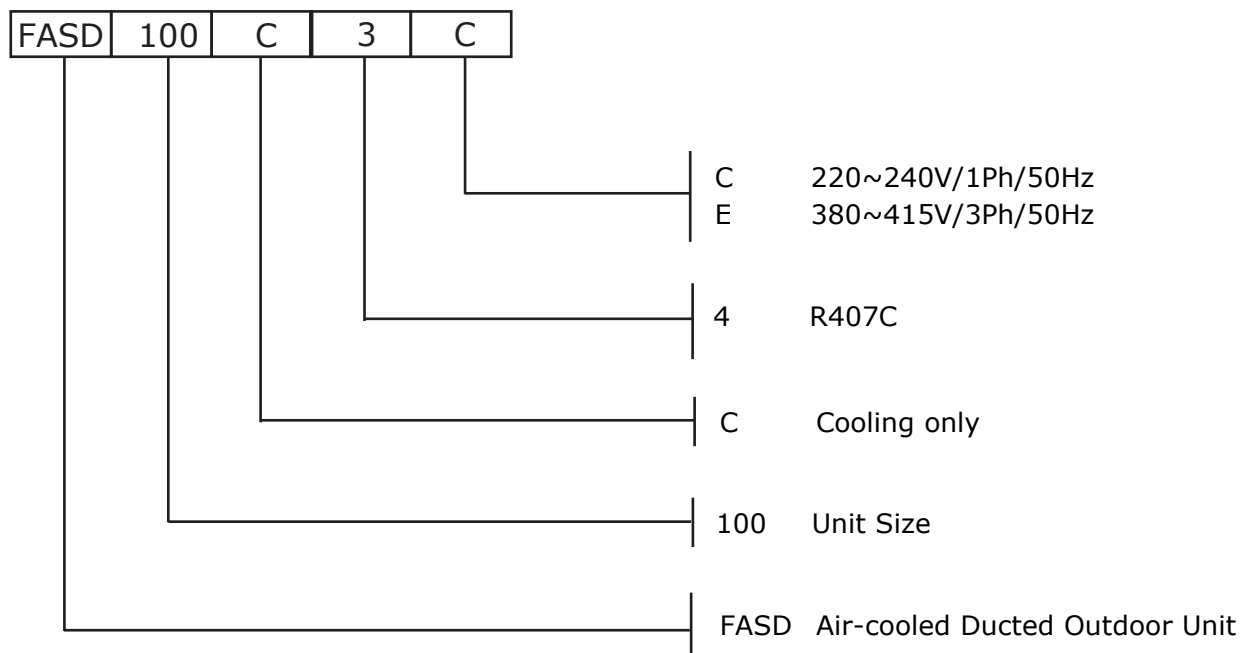 FASD 100 C 3 C
C 220~240V/1Ph/50Hz
E 380~415V/3Ph/50Hz
4 R407C
C Cooling only
100 Unit Size
FASD Air-cooled Ducted Outdoor Unit